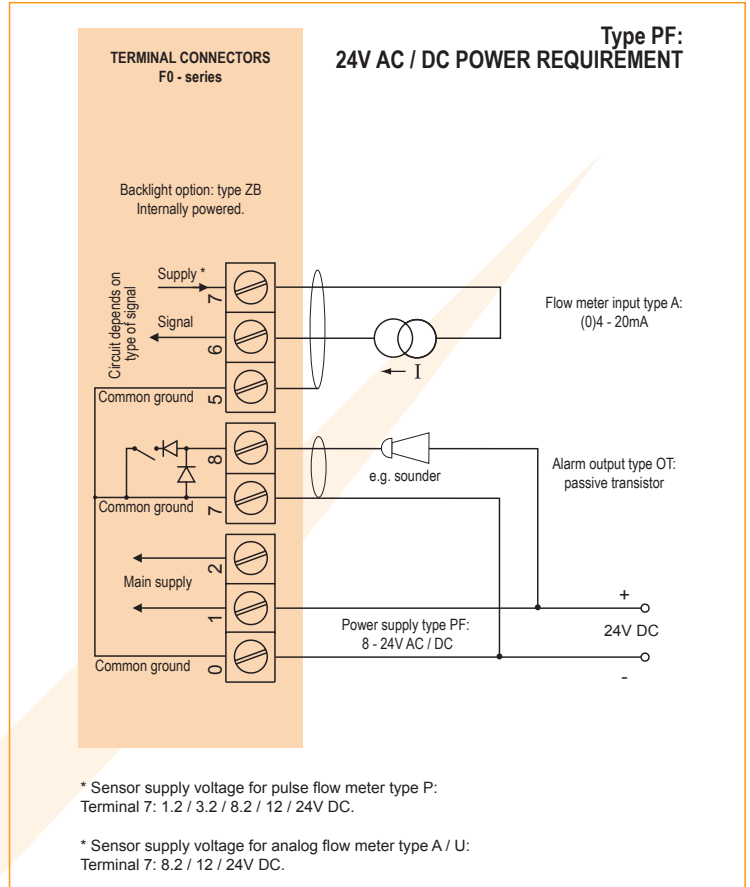 Type PF:
24V AC / DC POWER REQUIREMENT
TERMINAL CONNECTORS
F0 - series
Backlight option: type ZB
Internally powered.
Circuit depends on
type of signal
Supply *
7
Signal
6
Common ground
5
I
Flow meter input type A:
(0)4 - 20mA
8
e.g. sounder
Alarm output type OT:
passive transistor
Common ground
7
2
Main supply
1
Power supply type PF:
8 - 24V AC / DC
+
24V DC
-
Common ground
0
* Sensor supply voltage for pulse flow meter type P:
Terminal 7: 1.2 / 3.2 / 8.2 / 12 / 24V DC.
* Sensor supply voltage for analog flow meter type A / U:
Terminal 7: 8.2 / 12 / 24V DC.